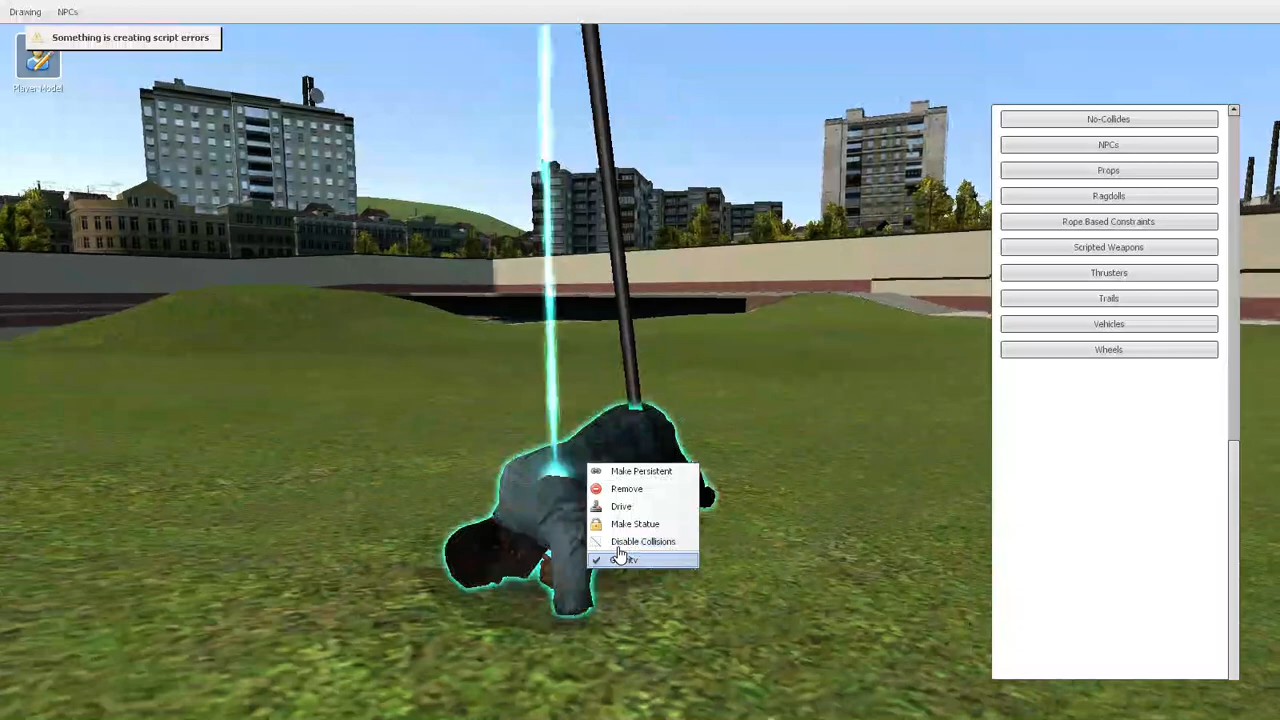 Drawing NPCs
Something is creating script errors
Player Model
No-Collides
NPCs
Props
Ragdolls
Rope Based Constraints
Scripted Weapons
Thrusters
Trails
Vehicles
Wheels
Make Persistent
Remove
Drive
Make Statue
Disable Collisions